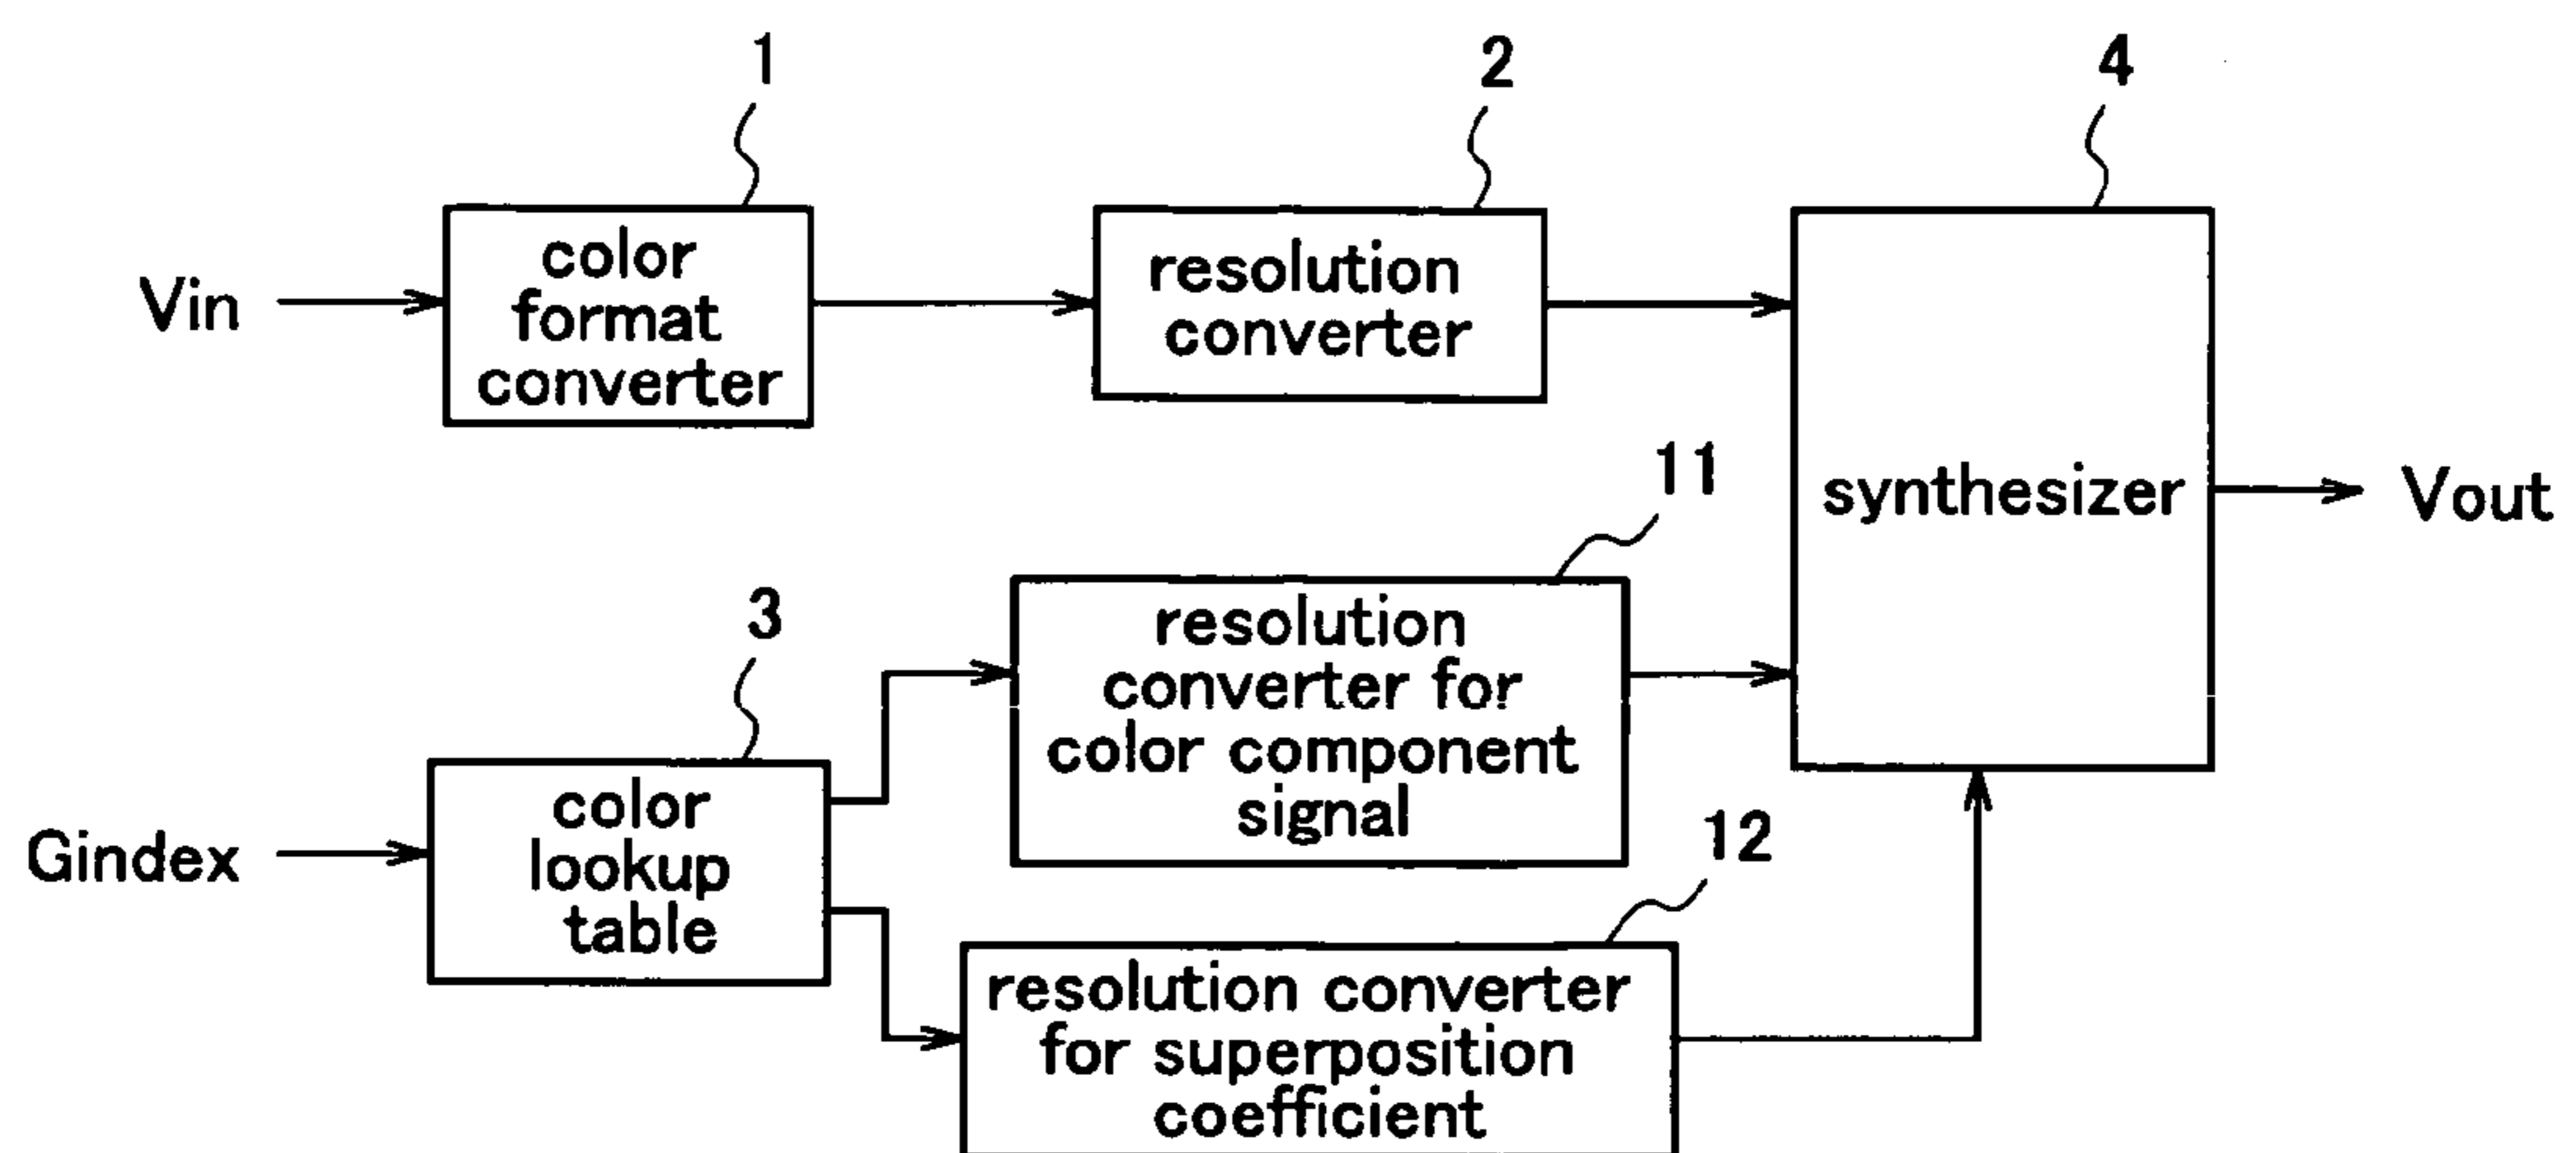 1
2
4
color
format
converter
resolution
converter
Vin
11
synthesizer
Vout
3
resolution
converter for
color component
signal
12
Gindex
color
lookup
table
resolution converter
for superposition
coefficient